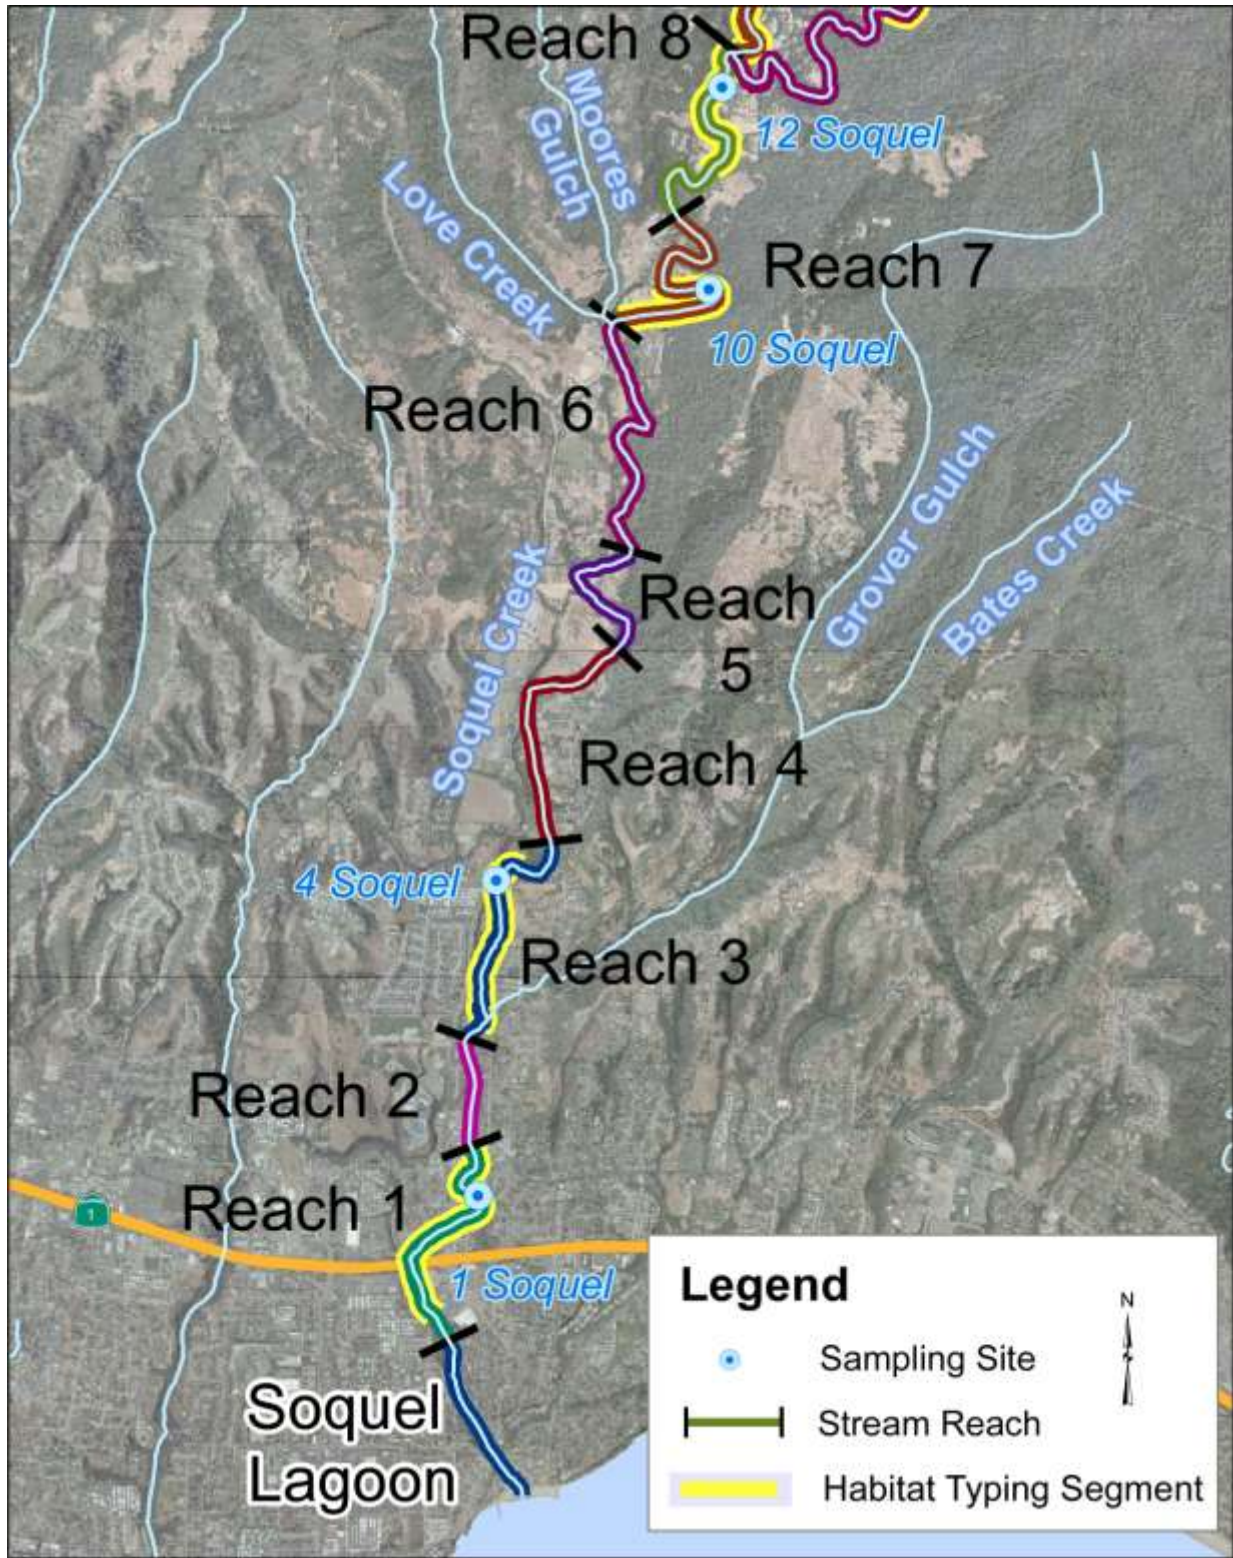 Reach 8
Moores
Gulch
12 Soquel
Love Creek
Reach 7
10 Soquel
Reach 6
Grover Gulch
Bates Creek
Soquel Creek
Reach
5
Reach 4
4 Soquel
Reach 3
Reach 2
Reach 1
1
1 Soquel
Soquel
Lagoon
Legend
N
Sampling Site
Stream Reach
Habitat Typing Segment